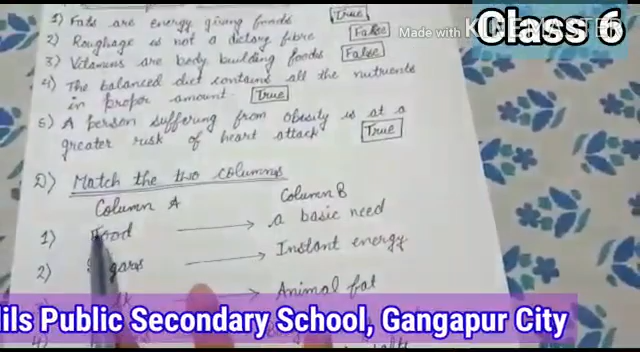 1) Fats are energy giving foods True
2) Roughage is not a dietary fibre False
3) Vitamins are body building foods False
4) The balanced diet contains all the nutrients
in proper amount. True
5) A person suffering from obesity is at a
greater risk of heart attack True
D) Match the two columns
Column A Column B
1) Food a basic need
2) Sugars Instant energy
Animal fat
Made with
Class 6
ils Public Secondary School, Gangapur City